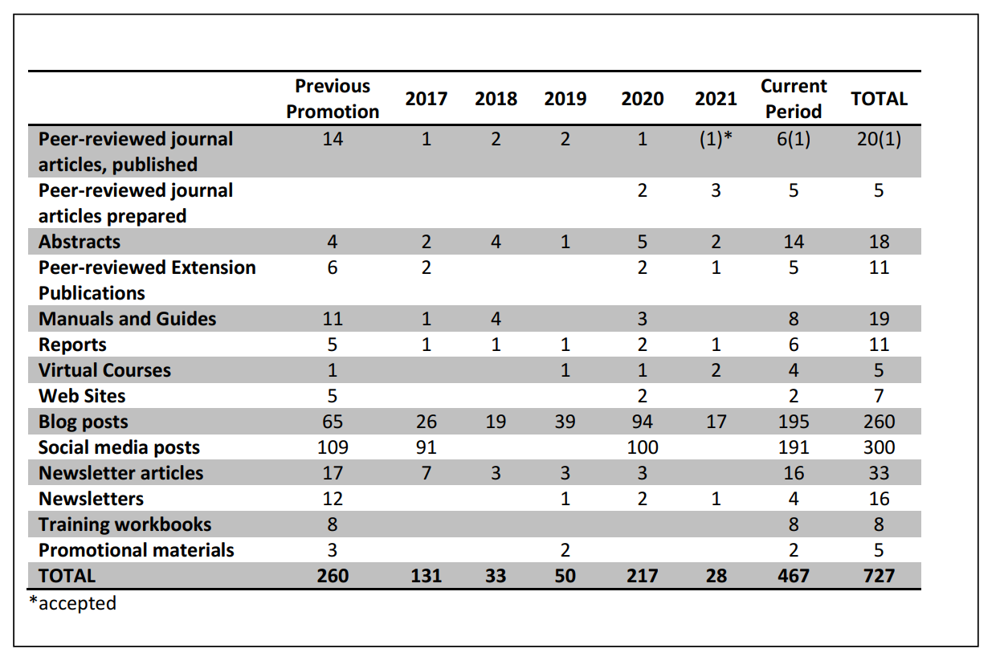 Previous Promotion 2017 2018 2019 2020 2021 Current Period TOTAL
Peer-reviewed journal articles, published 14 1 2 2 1 (1)* 6(1) 20(1)
Peer-reviewed journal articles prepared 2 3 5 5
Abstracts 4 2 4 1 5 2 14 18
Peer-reviewed Extension Publications 6 2 2 1 5 11
Manuals and Guides 11 1 4 3 8 19
Reports 5 1 1 1 2 1 6 11
Virtual Courses 1 1 1 2 4 5
Web Sites 5 2 2 7
Blog posts 65 26 19 39 94 17 195 260
Social media posts 109 91 100 191 300
Newsletter articles 17 7 3 3 3 16 33
Newsletters 12 1 2 1 4 16
Training workbooks 8 8 8
Promotional materials 3 2 2 5
TOTAL 260 131 33 50 217 28 467 727
*accepted